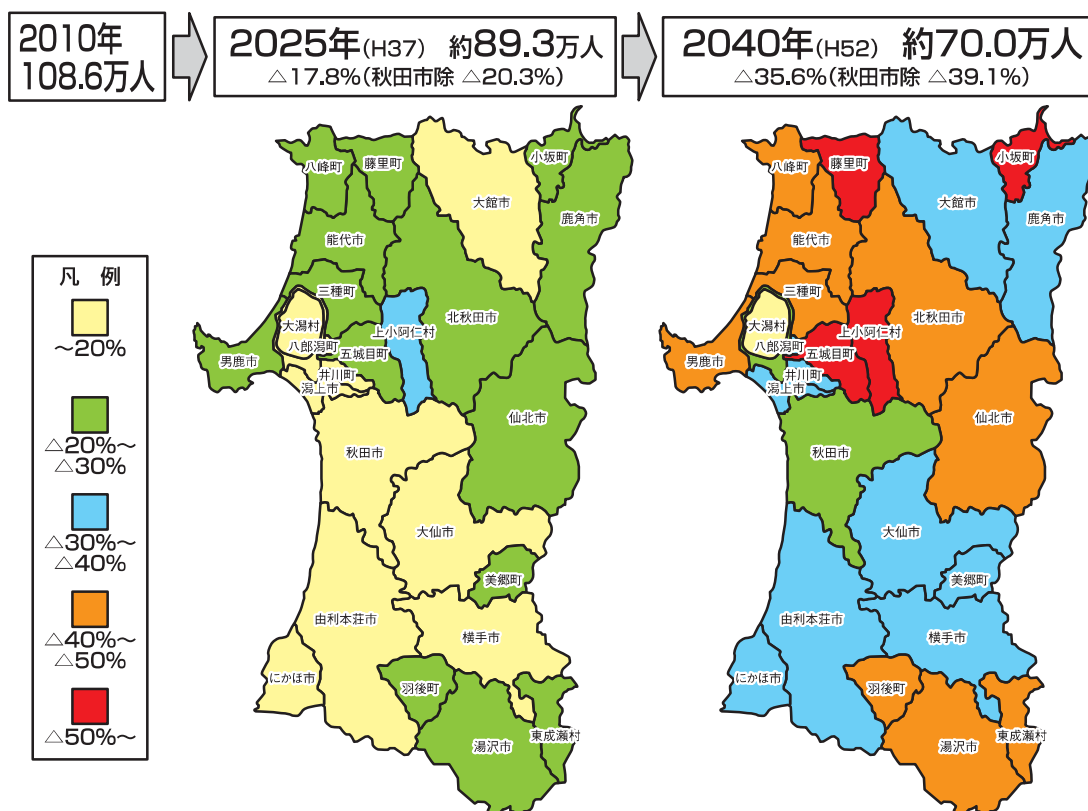 2010年
108.6万人
2025年(H37) 約89.3万人
△17.8%(秋田市除 △20.3%)
2040年(H52) 約70.0万人
△35.6%(秋田市除 △39.1%)
凡 例
～20%
△20%～
△30%
△30%～
△40%
△40%～
△50%
△50%～
八峰町
藤里町
小坂町
大館市
鹿角市
能代市
三種町
大潟村
上小阿仁村
北秋田市
八郎潟町
五城目町
男鹿市
井川町
潟上市
仙北市
秋田市
大仙市
美郷町
由利本荘市
横手市
にかほ市
羽後町
東成瀬村
湯沢市
八峰町
藤里町
小坂町
大館市
鹿角市
能代市
三種町
大潟村
上小阿仁村
北秋田市
八郎潟町
五城目町
男鹿市
井川町
潟上市
仙北市
秋田市
大仙市
美郷町
由利本荘市
横手市
にかほ市
羽後町
東成瀬村
湯沢市